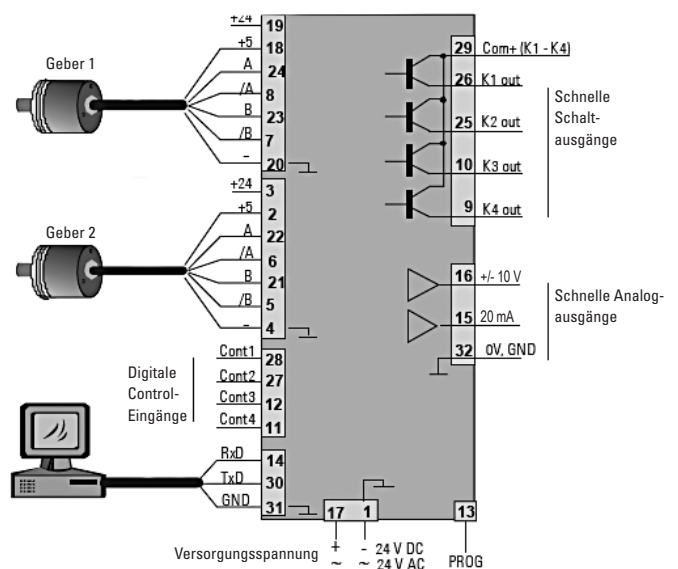 +24 19
Geber 1
+5 18
A 24
/A 8
B 23
/B 7
– 20
+24 3
Geber 2
+5 2
A 22
/A 6
B 21
/B 5
– 4
Digitale
Control-
Eingänge
Cont1 28
Cont2 27
Cont3 12
Cont4 11
RxD 14
TxD 30
GND 31
29 Com+ (K1 - K4)
26 K1 out
25 K2 out
10 K3 out
9 K4 out
Schnelle
Schalt-
ausgänge
16 +/- 10 V
15 20 mA
32 0V, GND
Schnelle Analog-
ausgänge
17 1 13
Versorgungsspannung
+ - 24 V DC
~ ~ 24 V AC
PROG